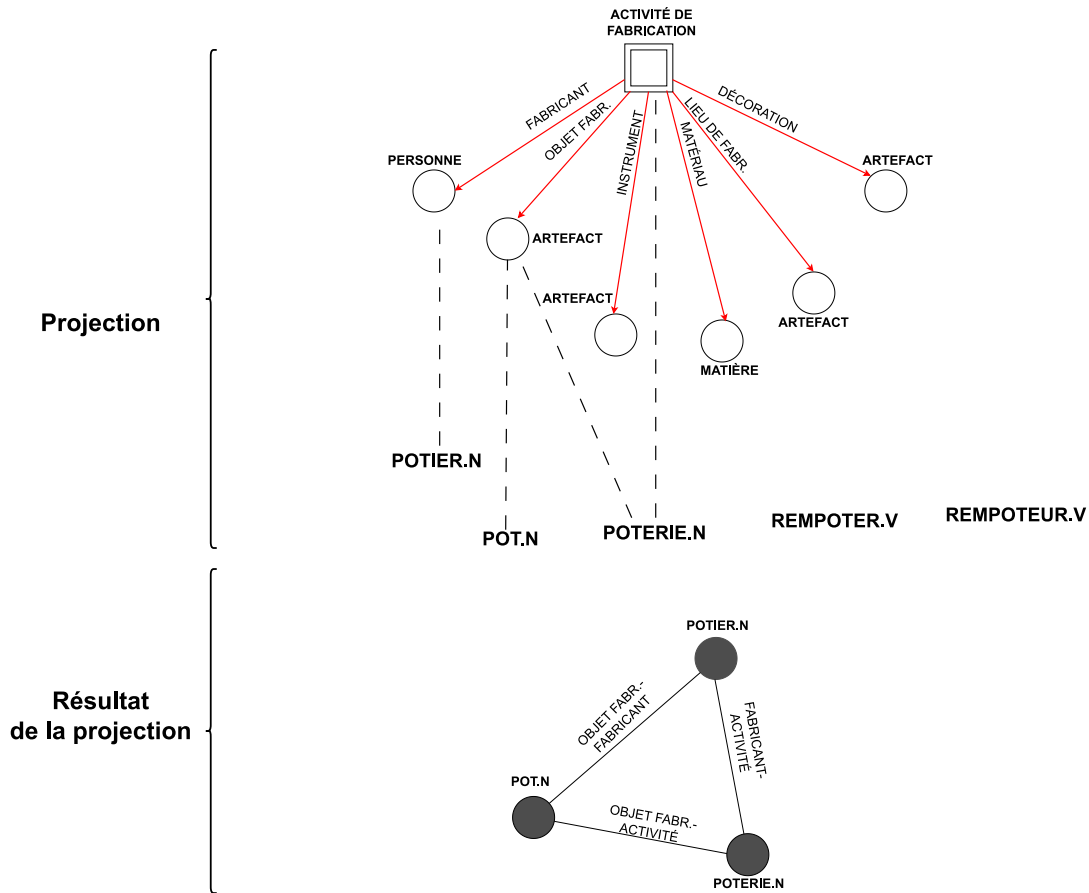 ACTIVITÉ DE
FABRICATION
FABRICANT
OBJET FABR.
INSTRUMENT
MATÉRIAU
LIEU DE FABR.
DÉCORATION
PERSONNE
ARTEFACT
ARTEFACT
ARTEFACT
MATIÈRE
ARTEFACT
Projection
POTIER.N
POT.N
POTERIE.N
REMPOTER.V
REMPOTEUR.V
POTIER.N
Résultat
de la projection
OBJET FABR.-
FABRICANT
FABRICANT-
ACTIVITÉ
POT.N
OBJET FABR.-
ACTIVITÉ
POTERIE.N